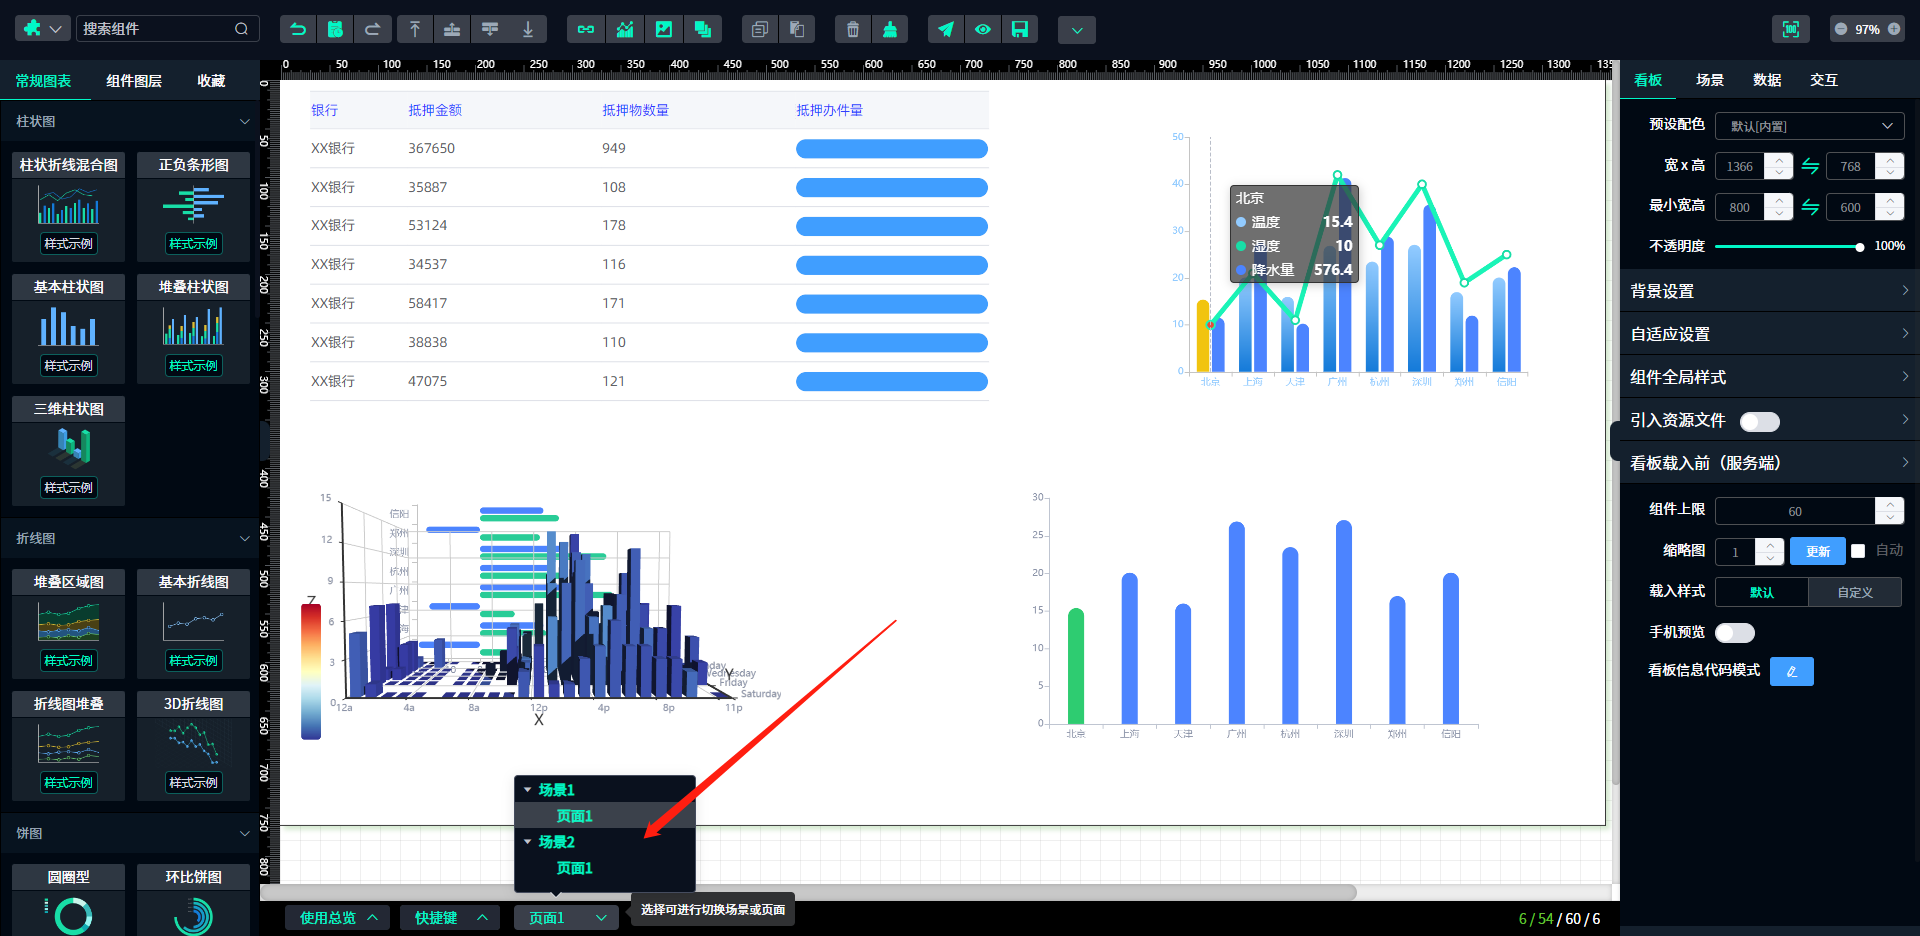 搜索组件
97%
常规图表 组件图层 收藏
柱状图
柱状折线混合图 正负条形图
样式示例 样式示例
基本柱状图 堆叠柱状图
样式示例 样式示例
三维柱状图
样式示例
折线图
堆叠区域图 基本折线图
样式示例 样式示例
折线图堆叠 3D折线图
样式示例 样式示例
饼图
圆圈型 环比饼图
0 50 100 150 200 250 300 350 400 450 500 550 600 650 700 750 800 850 900 950 1000 1050 1100 1150 1200 1250 1300 135
0
50
100
150
200
250
300
400
450
500
550
600
650
700
750
800
银行 抵押金额 抵押物数量 抵押办件量
XX银行 367650 949
XX银行 35887 108
XX银行 53124 178
XX银行 34537 116
XX银行 58417 171
XX银行 38838 110
XX银行 47075 121
50
40
30
20
10
0
北京 上海 天津 广州 杭州 深圳 郑州 信阳
北京
温度 15.4
湿度 10
降水量 576.4
15
12
9
6
3
0
Z
信阳
郑州
深圳
杭州
广州
津
海
12a 4a 8a 12p 4p 8p 11p
X
Y
Wednesday
Friday
Saturday
30
25
20
15
10
5
0
北京 上海 天津 广州 杭州 深圳 郑州 信阳
场景1
页面1
场景2
页面1
使用总览 快捷键 页面1
选择可进行切换场景或页面
6 / 54 / 60 / 6
看板 场景 数据 交互
预设配色 默认[内置]
宽 x 高 1366 768
最小宽高 800 600
不透明度 100%
背景设置
自适应设置
组件全局样式
引入资源文件
看板载入前（服务端）
组件上限 60
缩略图 1 更新 自动
载入样式 默认 自定义
手机预览
看板信息代码模式